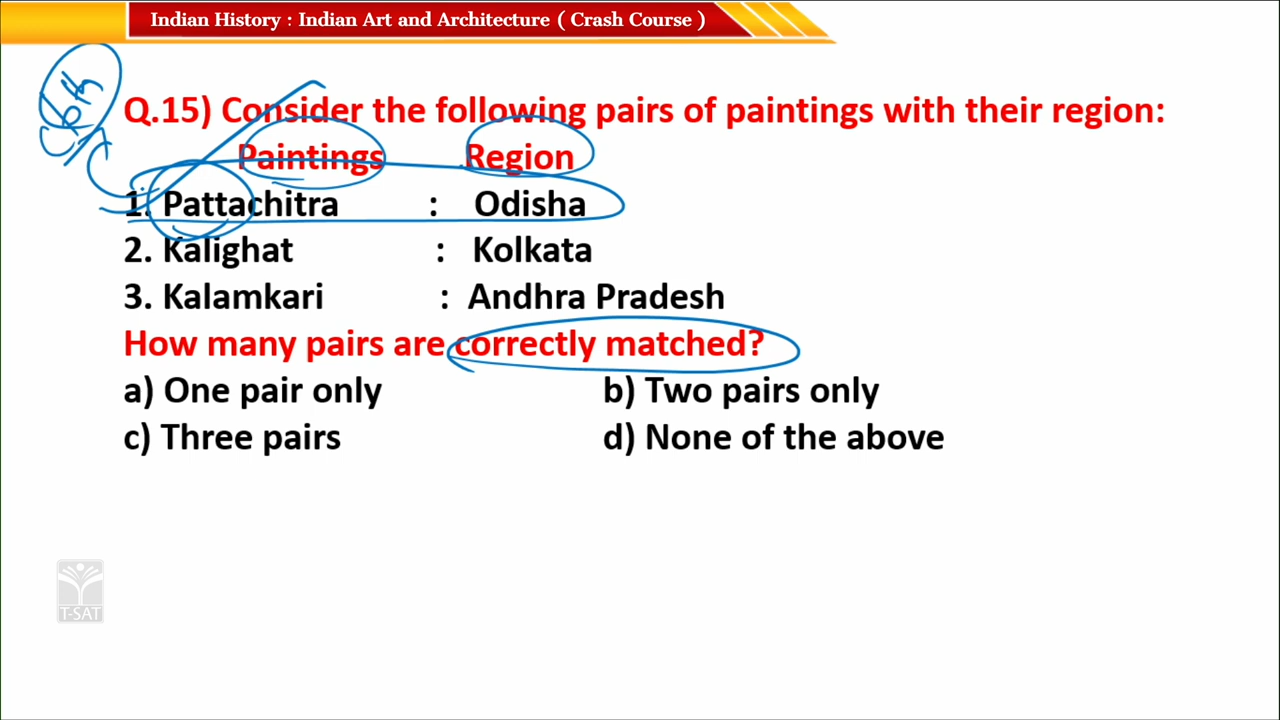 Indian History : Indian Art and Architecture ( Crash Course )
Q.15) Consider the following pairs of paintings with their region:
Paintings Region
1. Pattachitra : Odisha
2. Kalighat : Kolkata
3. Kalamkari : Andhra Pradesh
How many pairs are correctly matched?
a) One pair only b) Two pairs only
c) Three pairs d) None of the above
T-SAT